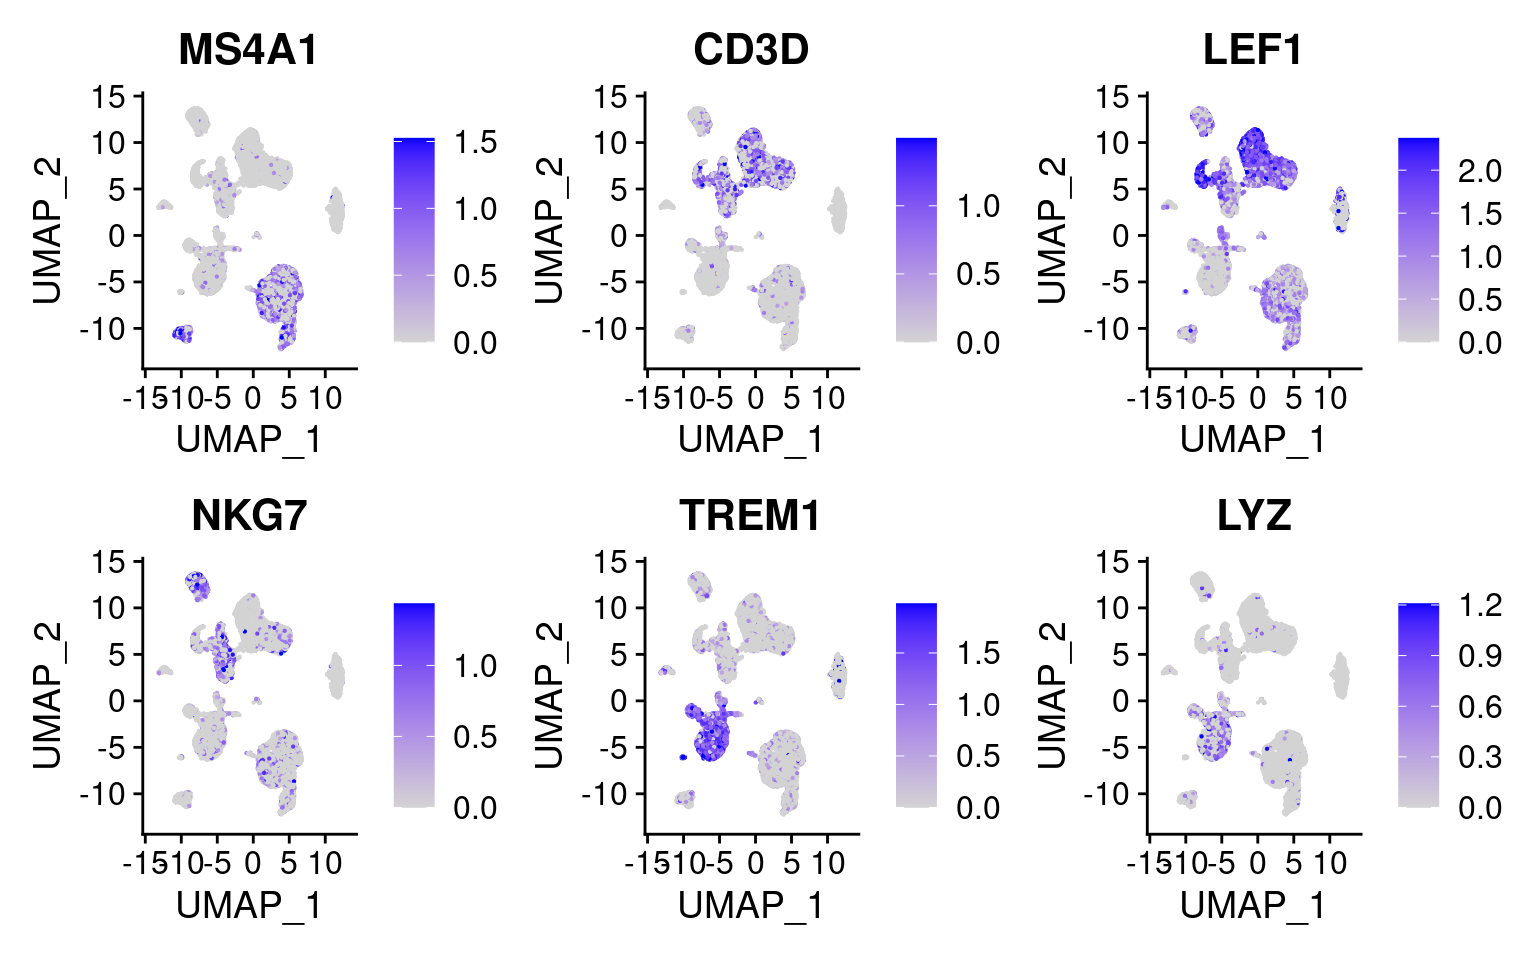 MS4A1 CD3D LEF1
15 15 15
10 1.5 10 10
5 5 5 2.0
1.0 1.0 1.5
0 0 0
1.0
-5 0.5 -5 0.5 -5
0.5
-10 0.0 -10 0.0 -10 0.0
-15 -10 -5 0 5 10 -15 -10 -5 0 5 10 -15 -10 -5 0 5 10
UMAP_1 UMAP_1 UMAP_1
UMAP_2 UMAP_2 UMAP_2
NKG7 TREM1 LYZ
15 15 15
10 10 10 1.2
5 1.0 5 1.5 5 0.9
0 0 1.0 0 0.6
-5 0.5 -5 0.5 -5 0.3
-10 0.0 -10 0.0 -10 0.0
-15 -10 -5 0 5 10 -15 -10 -5 0 5 10 -15 -10 -5 0 5 10
UMAP_1 UMAP_1 UMAP_1
UMAP_2 UMAP_2 UMAP_2